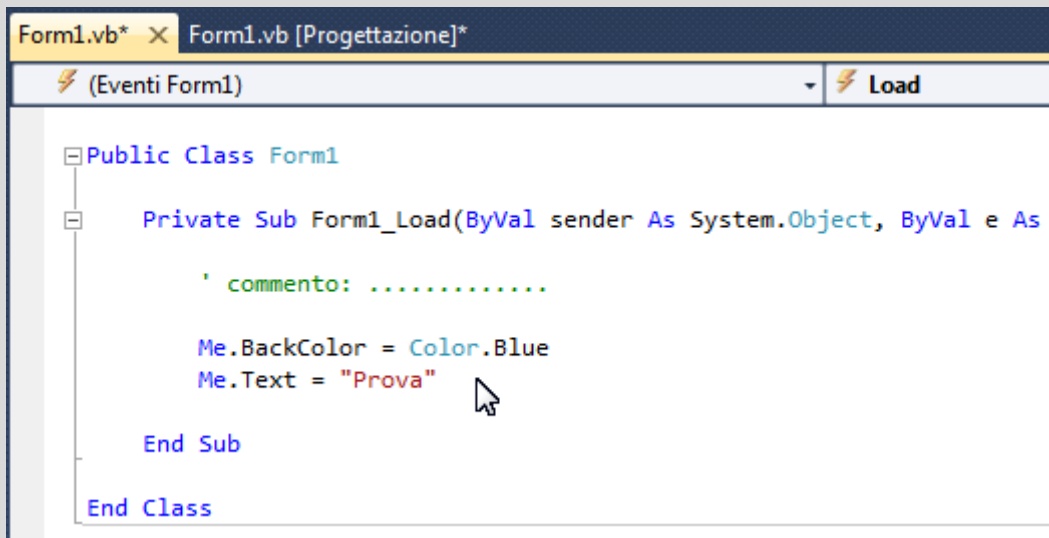 Form1.vb* Form1.vb [Progettazione]*
(Eventi Form1) Load
Public Class Form1
Private Sub Form1_Load(ByVal sender As System.Object, ByVal e As
' commento: .............
Me.BackColor = Color.Blue
Me.Text = "Prova"
End Sub
End Class